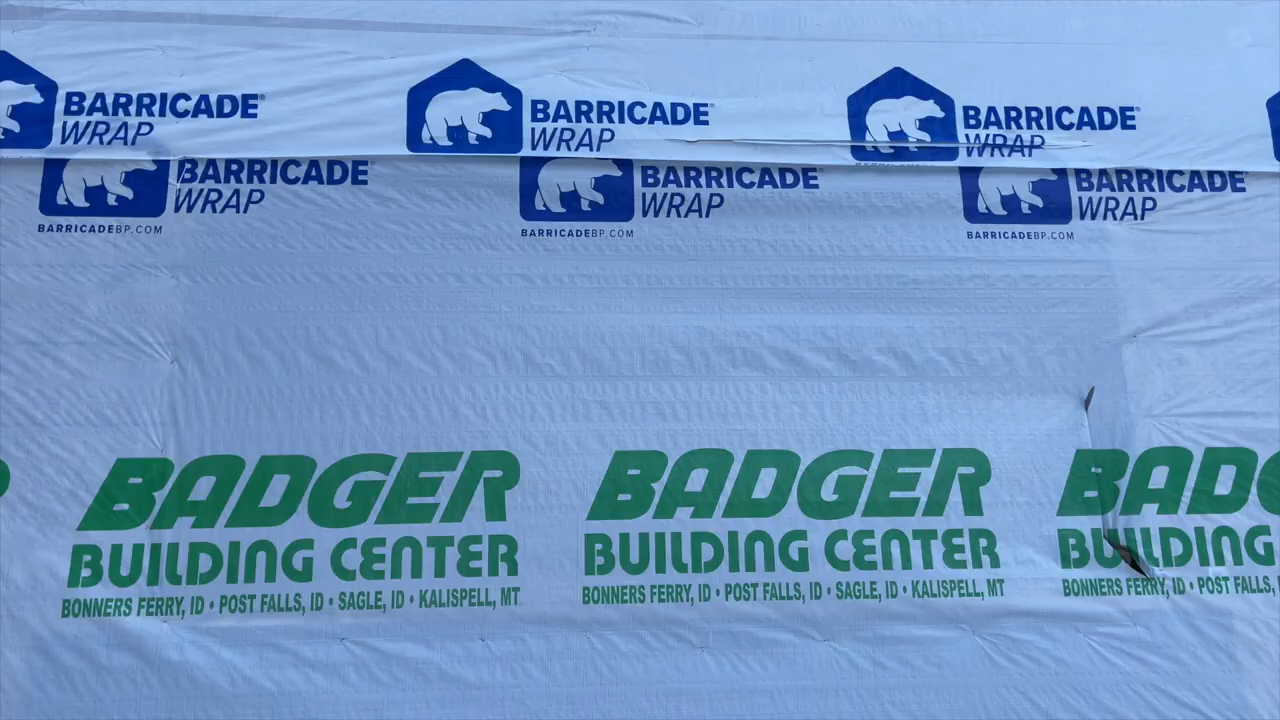 BARRICADE®
WRAP
BARRICADE®
WRAP
BARRICADE®
WRAP
BARRICADE®
WRAP
BARRICADEBP.COM
BARRICADE®
WRAP
BARRICADEBP.COM
BARRICADE®
WRAP
BARRICADEBP.COM
BADGER
BUILDING CENTER
BONNERS FERRY, ID • POST FALLS, ID • SAGLE, ID • KALISPELL, MT
BADGER
BUILDING CENTER
BONNERS FERRY, ID • POST FALLS, ID • SAGLE, ID • KALISPELL, MT
BADG
BUILDING
BONNERS FERRY, ID • POST FALLS,